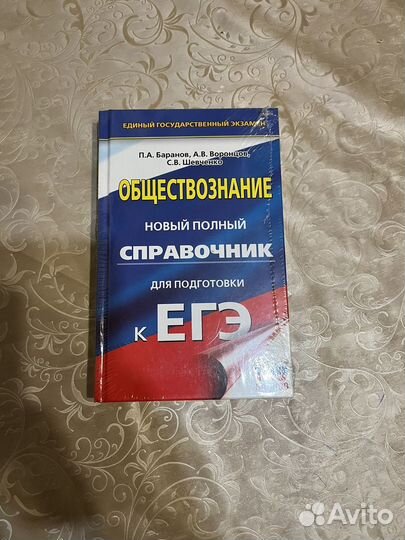 ЕДИНЫЙ ГОСУДАРСТВЕННЫЙ ЭКЗАМЕН
П.А. Баранов, А.В. Воронцов,
С.В. Шевченко
ОБЩЕСТВОЗНАНИЕ
НОВЫЙ ПОЛНЫЙ
СПРАВОЧНИК
ДЛЯ ПОДГОТОВКИ
К ЕГЭ
Avito